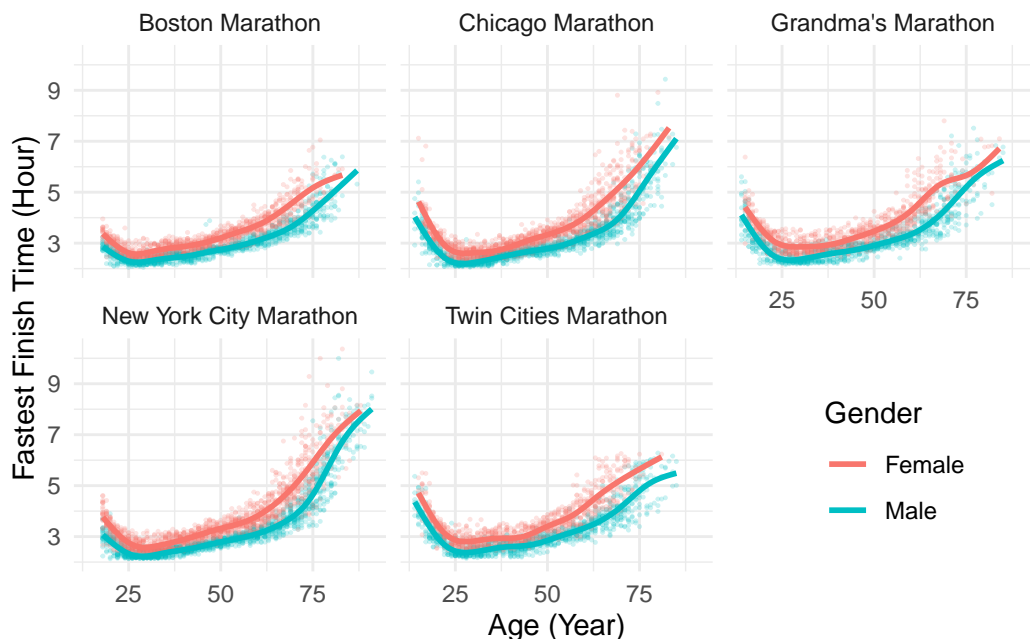 Boston Marathon
Chicago Marathon
Grandma's Marathon
9
7
5
3
25
50
75
New York City Marathon
Twin Cities Marathon
9
7
5
3
25
50
75
25
50
75
Fastest Finish Time (Hour)
Age (Year)
Gender
Female
Male